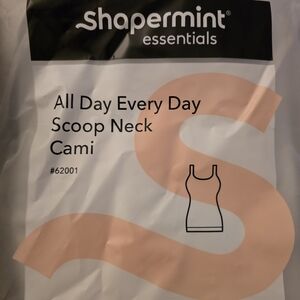 Shapermint®
essentials
All Day Every Day
Scoop Neck
Cami
#62001